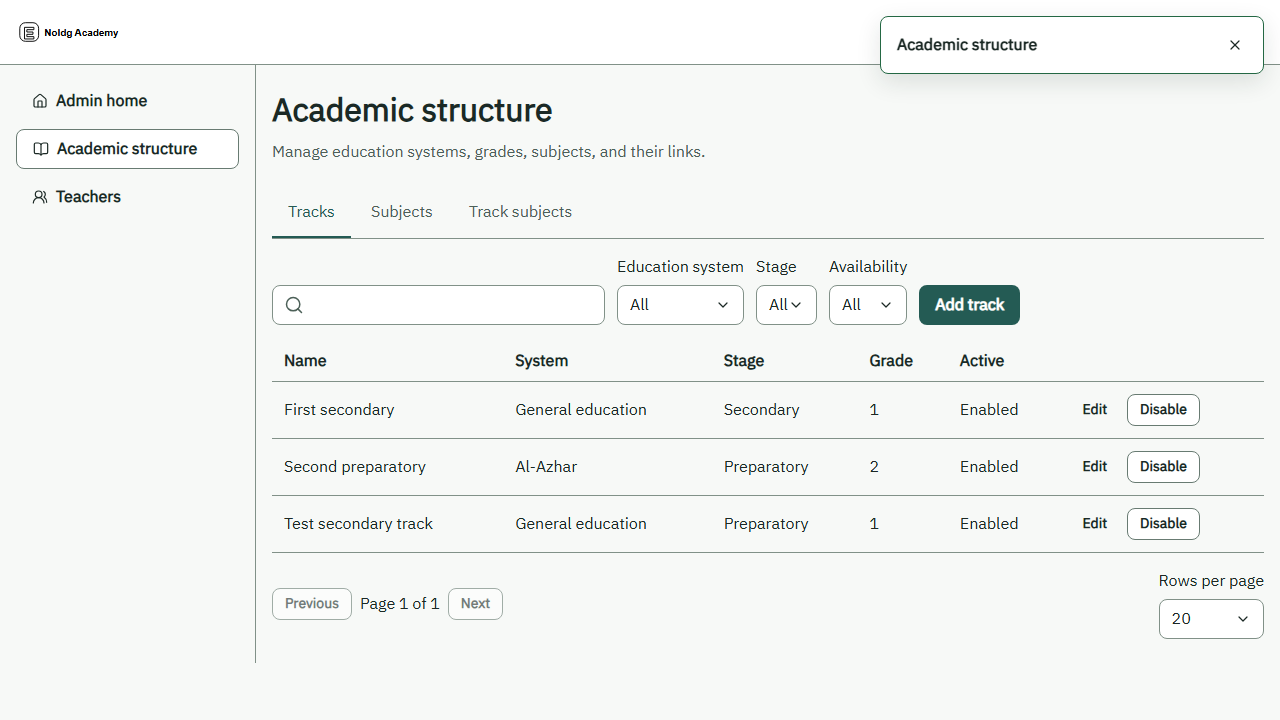 Noldg Academy
Academic structure
Admin home
Academic structure
Teachers
Academic structure
Manage education systems, grades, subjects, and their links.
Tracks Subjects Track subjects
Education system Stage Availability
All All All Add track
Name System Stage Grade Active
First secondary General education Secondary 1 Enabled Edit Disable
Second preparatory Al-Azhar Preparatory 2 Enabled Edit Disable
Test secondary track General education Preparatory 1 Enabled Edit Disable
Previous Page 1 of 1 Next
Rows per page
20